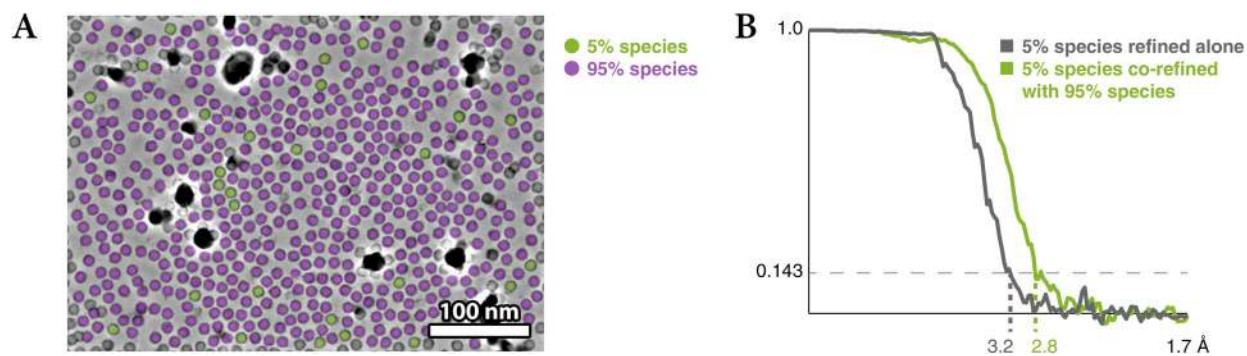 A
5% species
95% species
100 nm
B
1.0
5% species refined alone
5% species co-refined
with 95% species
0.143
3.2
2.8
1.7 Å